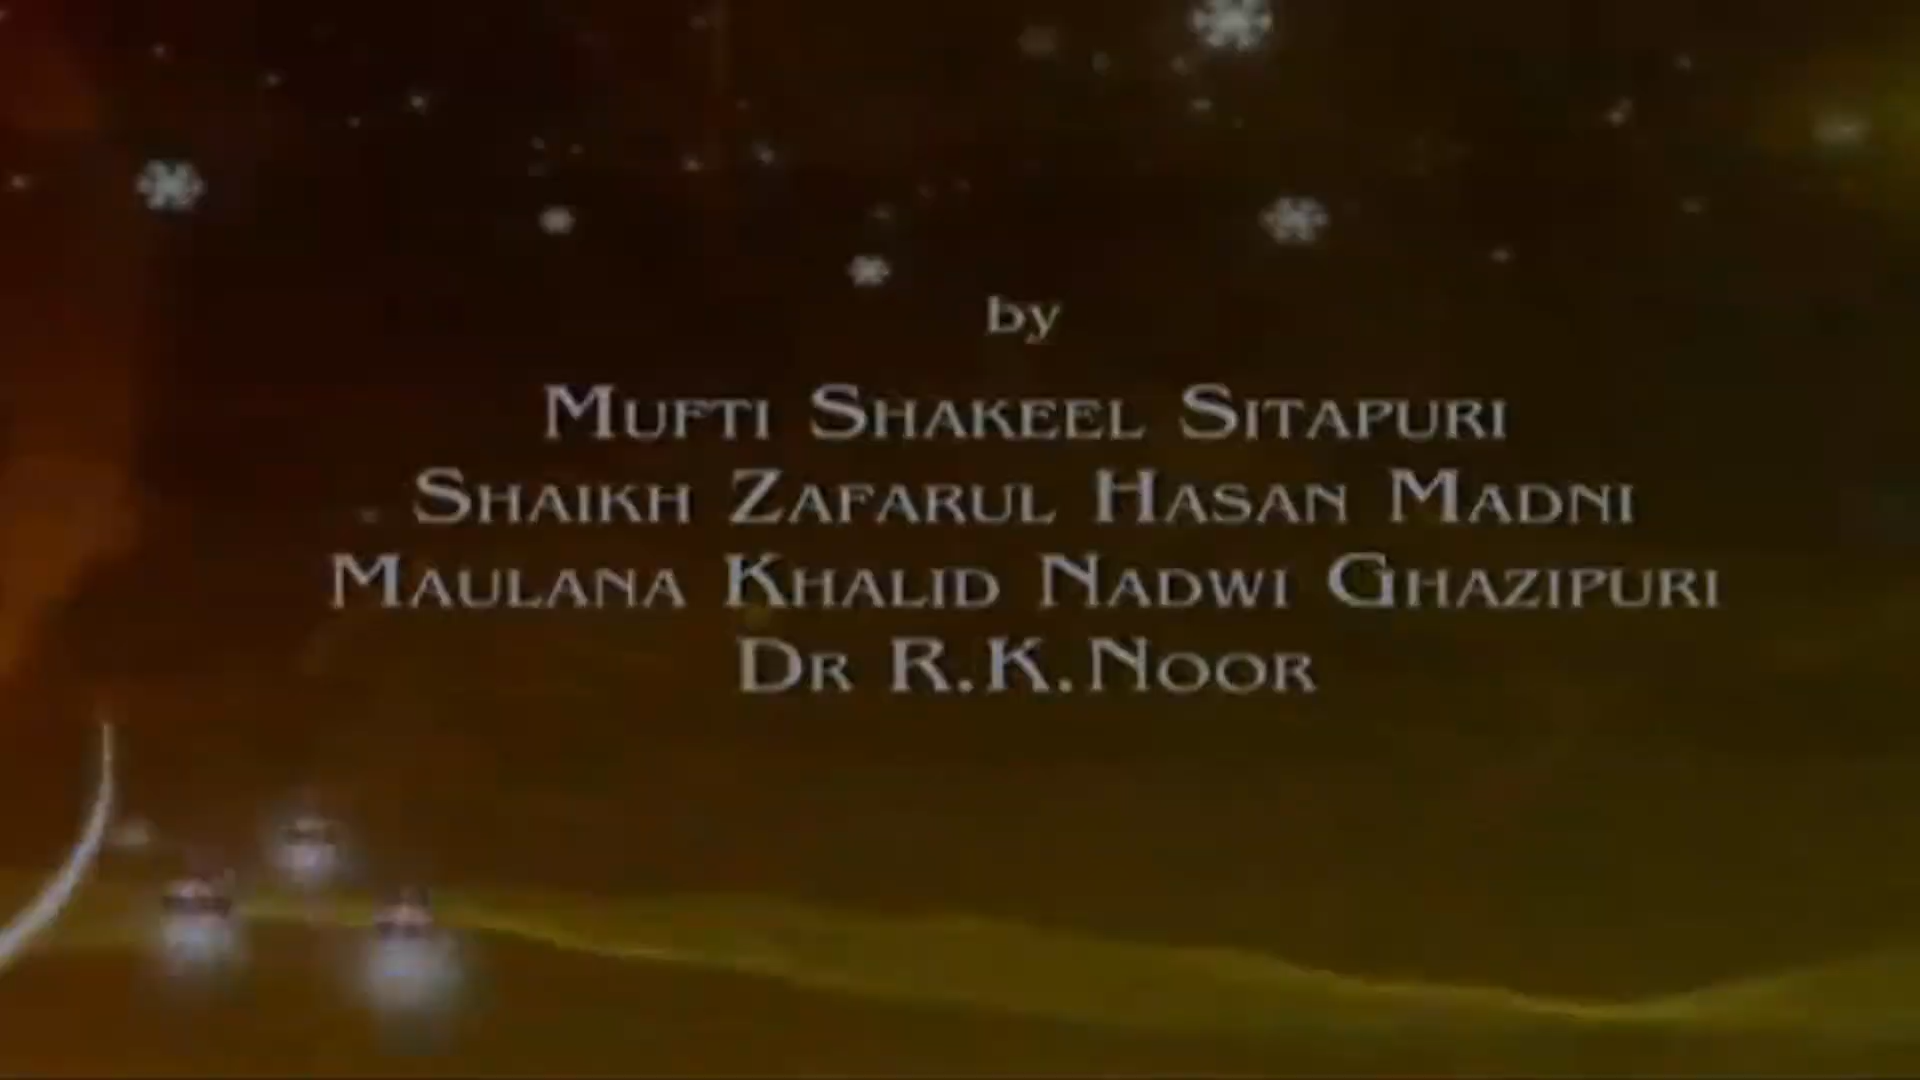 by
Mufti Shakeel Sitapuri
Shaikh Zafarul Hasan Madni
Maulana Khalid Nadwi Ghazipuri
Dr R.K.Noor